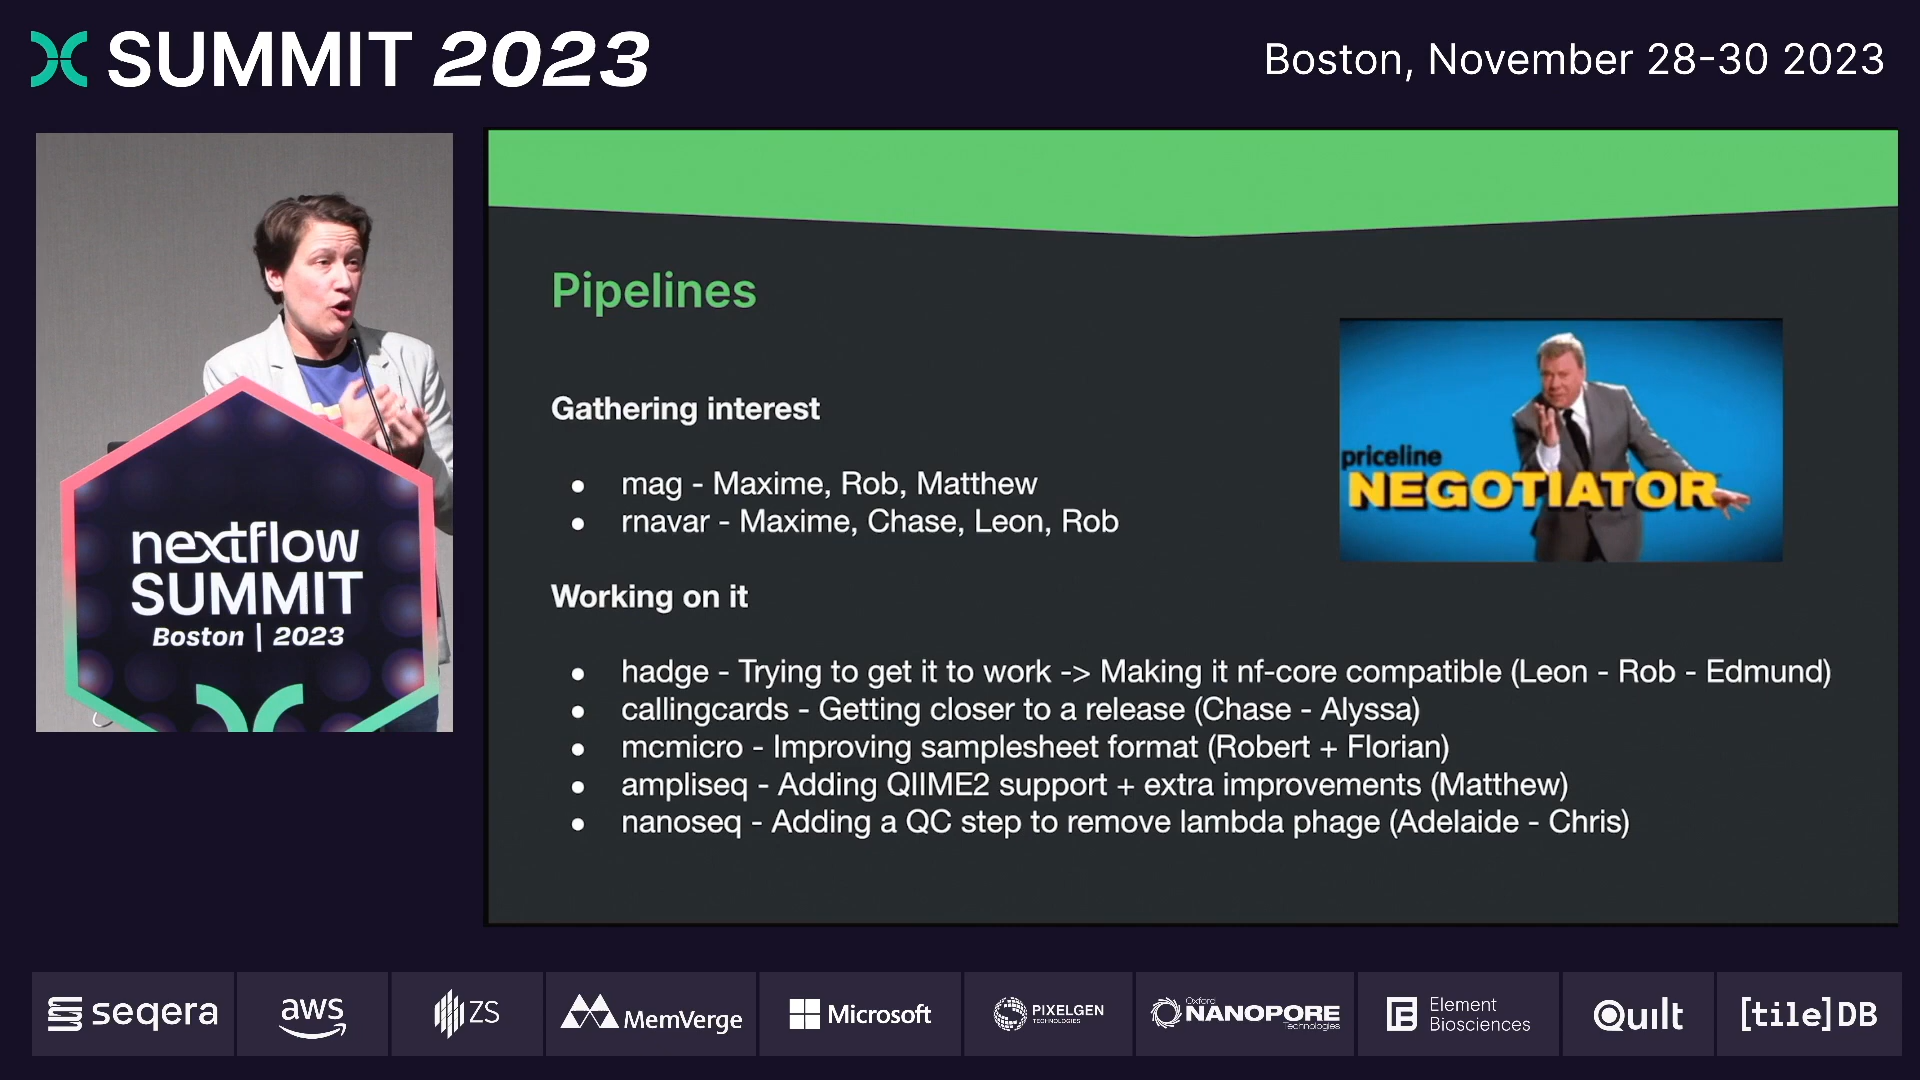 SUMMIT 2023
Boston, November 28-30 2023
nextflow
SUMMIT
Boston | 2023
Pipelines
Gathering interest
● mag - Maxime, Rob, Matthew
● rnavar - Maxime, Chase, Leon, Rob
priceline
NEGOTIATOR
Working on it
● hadge - Trying to get it to work -> Making it nf-core compatible (Leon - Rob - Edmund)
● callingcards - Getting closer to a release (Chase - Alyssa)
● mcmicro - Improving samplesheet format (Robert + Florian)
● ampliseq - Adding QIIME2 support + extra improvements (Matthew)
● nanoseq - Adding a QC step to remove lambda phage (Adelaide - Chris)
seqera
aws
ZS
MemVerge
Microsoft
PIXELGEN
TECHNOLOGIES
Oxford
NANOPORE
Technologies
Element
Biosciences
Quilt
[tile]DB